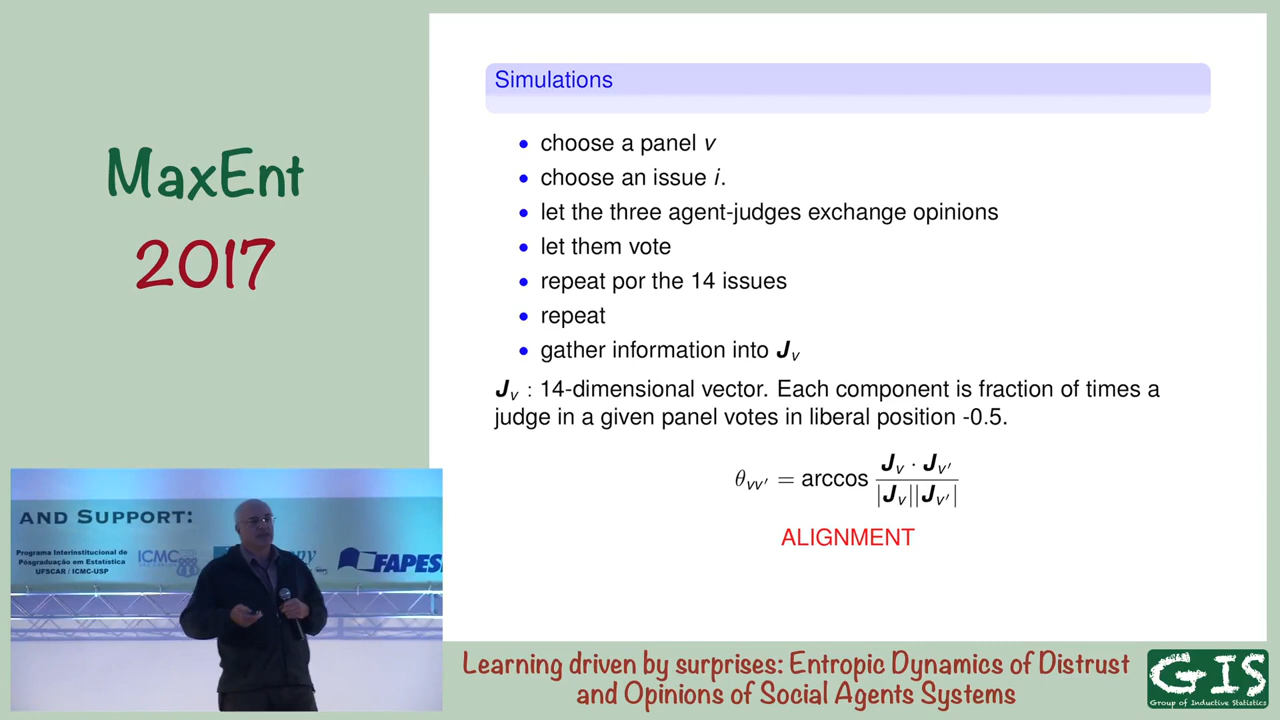 MaxEnt
2017
Simulations
• choose a panel v
• choose an issue i.
• let the three agent-judges exchange opinions
• let them vote
• repeat por the 14 issues
• repeat
• gather information into Jᵥ
Jᵥ : 14-dimensional vector. Each component is fraction of times a
judge in a given panel votes in liberal position -0.5.
θᵥᵥ′ = arccos Jᵥ · Jᵥ′ / |Jᵥ||Jᵥ′|
ALIGNMENT
AND SUPPORT:
Programa Interinstitucional de
Pósgraduação em Estatística
UFSCAR / ICMC-USP
ICMC
FAPES
Learning driven by surprises: Entropic Dynamics of Distrust
and Opinions of Social Agents Systems
GIS
Group of Inductive Statistics